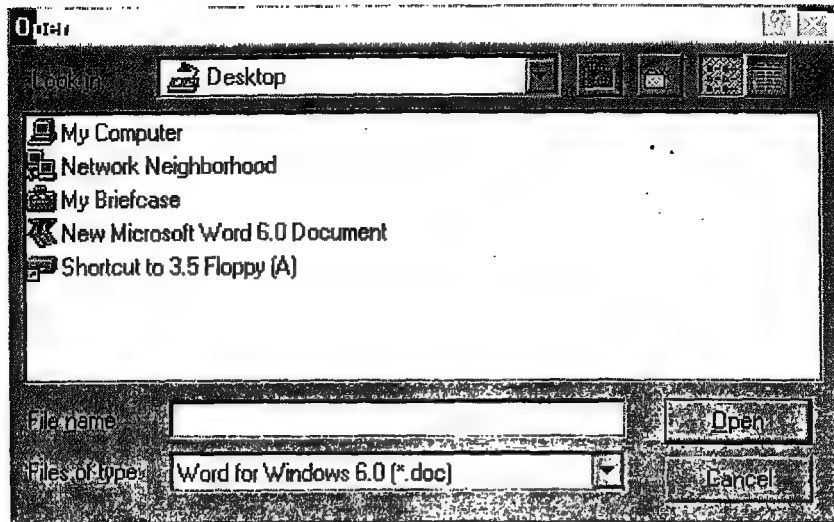 Open
Look in: Desktop
My Computer
Network Neighborhood
My Briefcase
New Microsoft Word 6.0 Document
Shortcut to 3.5 Floppy (A)
File name
Open
Files of type: Word for Windows 6.0 (*.doc)
Cancel